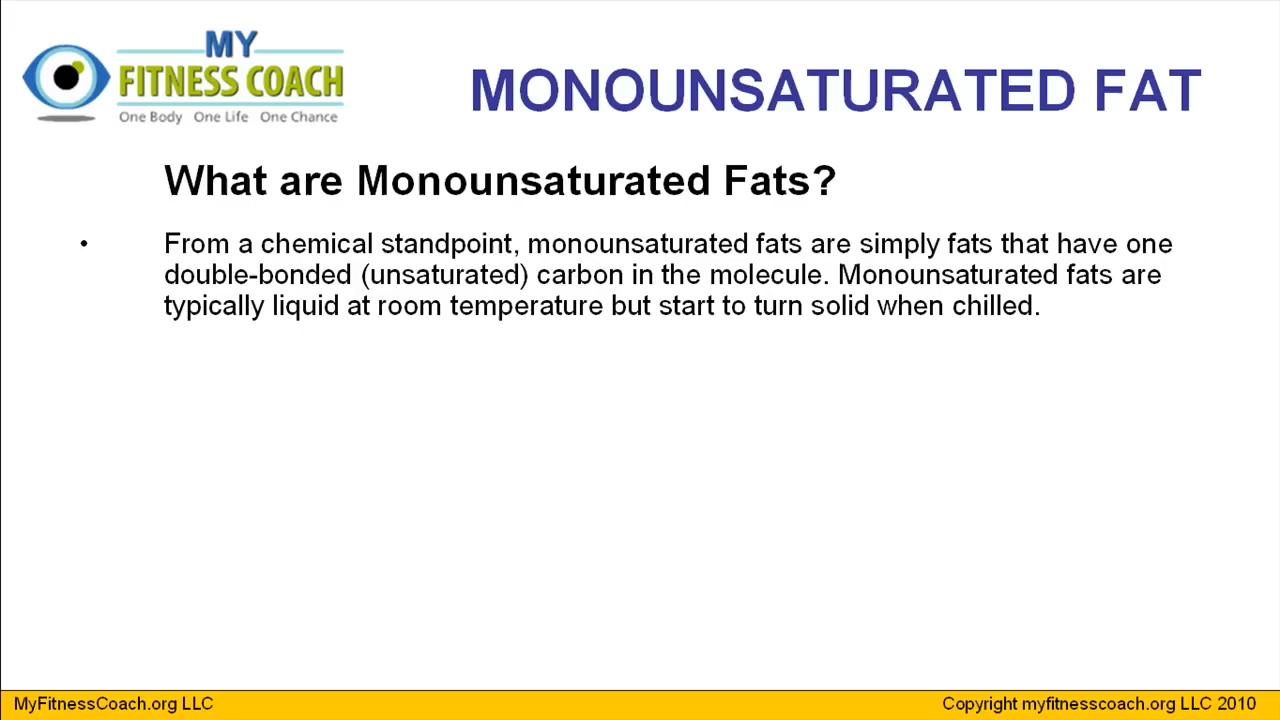 MY
FITNESS COACH
One Body One Life One Chance
MONOUNSATURATED FAT
What are Monounsaturated Fats?
• From a chemical standpoint, monounsaturated fats are simply fats that have one
double-bonded (unsaturated) carbon in the molecule. Monounsaturated fats are
typically liquid at room temperature but start to turn solid when chilled.
MyFitnessCoach.org LLC
Copyright myfitnesscoach.org LLC 2010